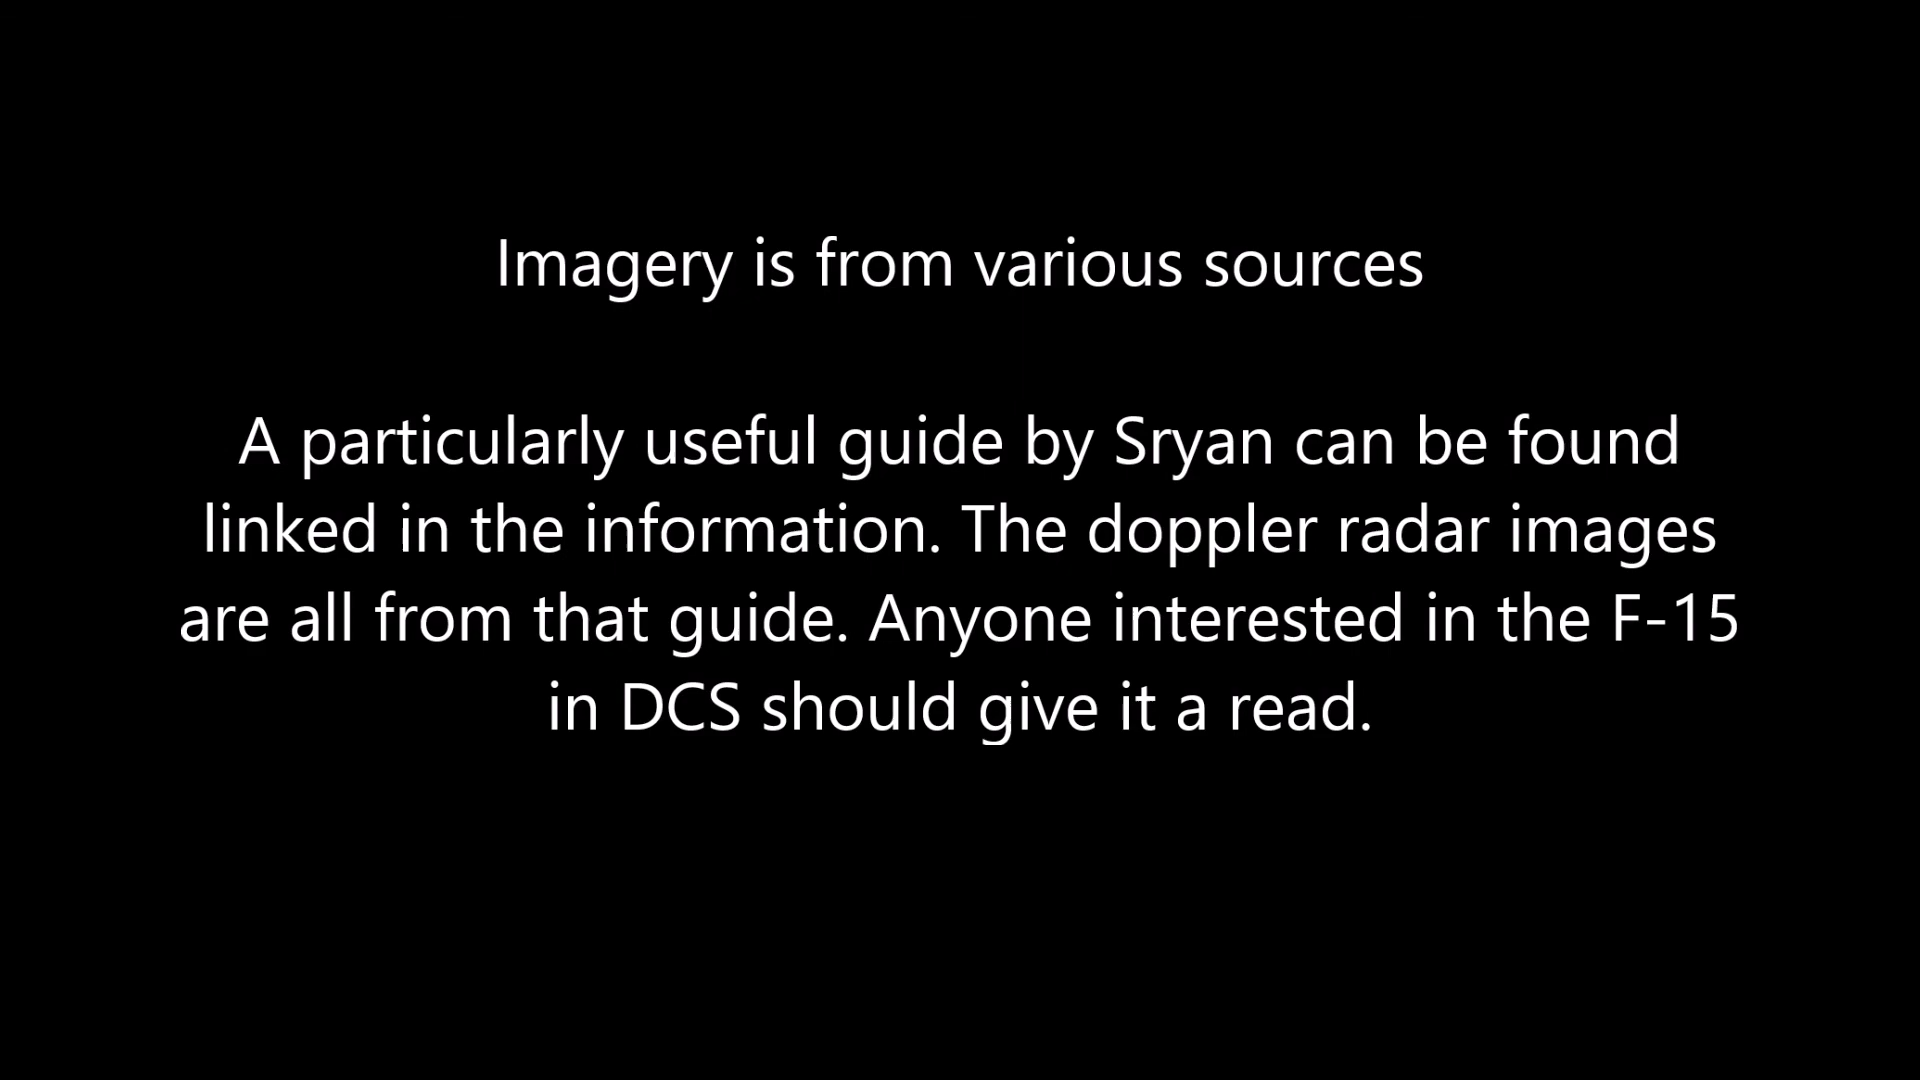 Imagery is from various sources
A particularly useful guide by Sryan can be found
linked in the information. The doppler radar images
are all from that guide. Anyone interested in the F-15
in DCS should give it a read.